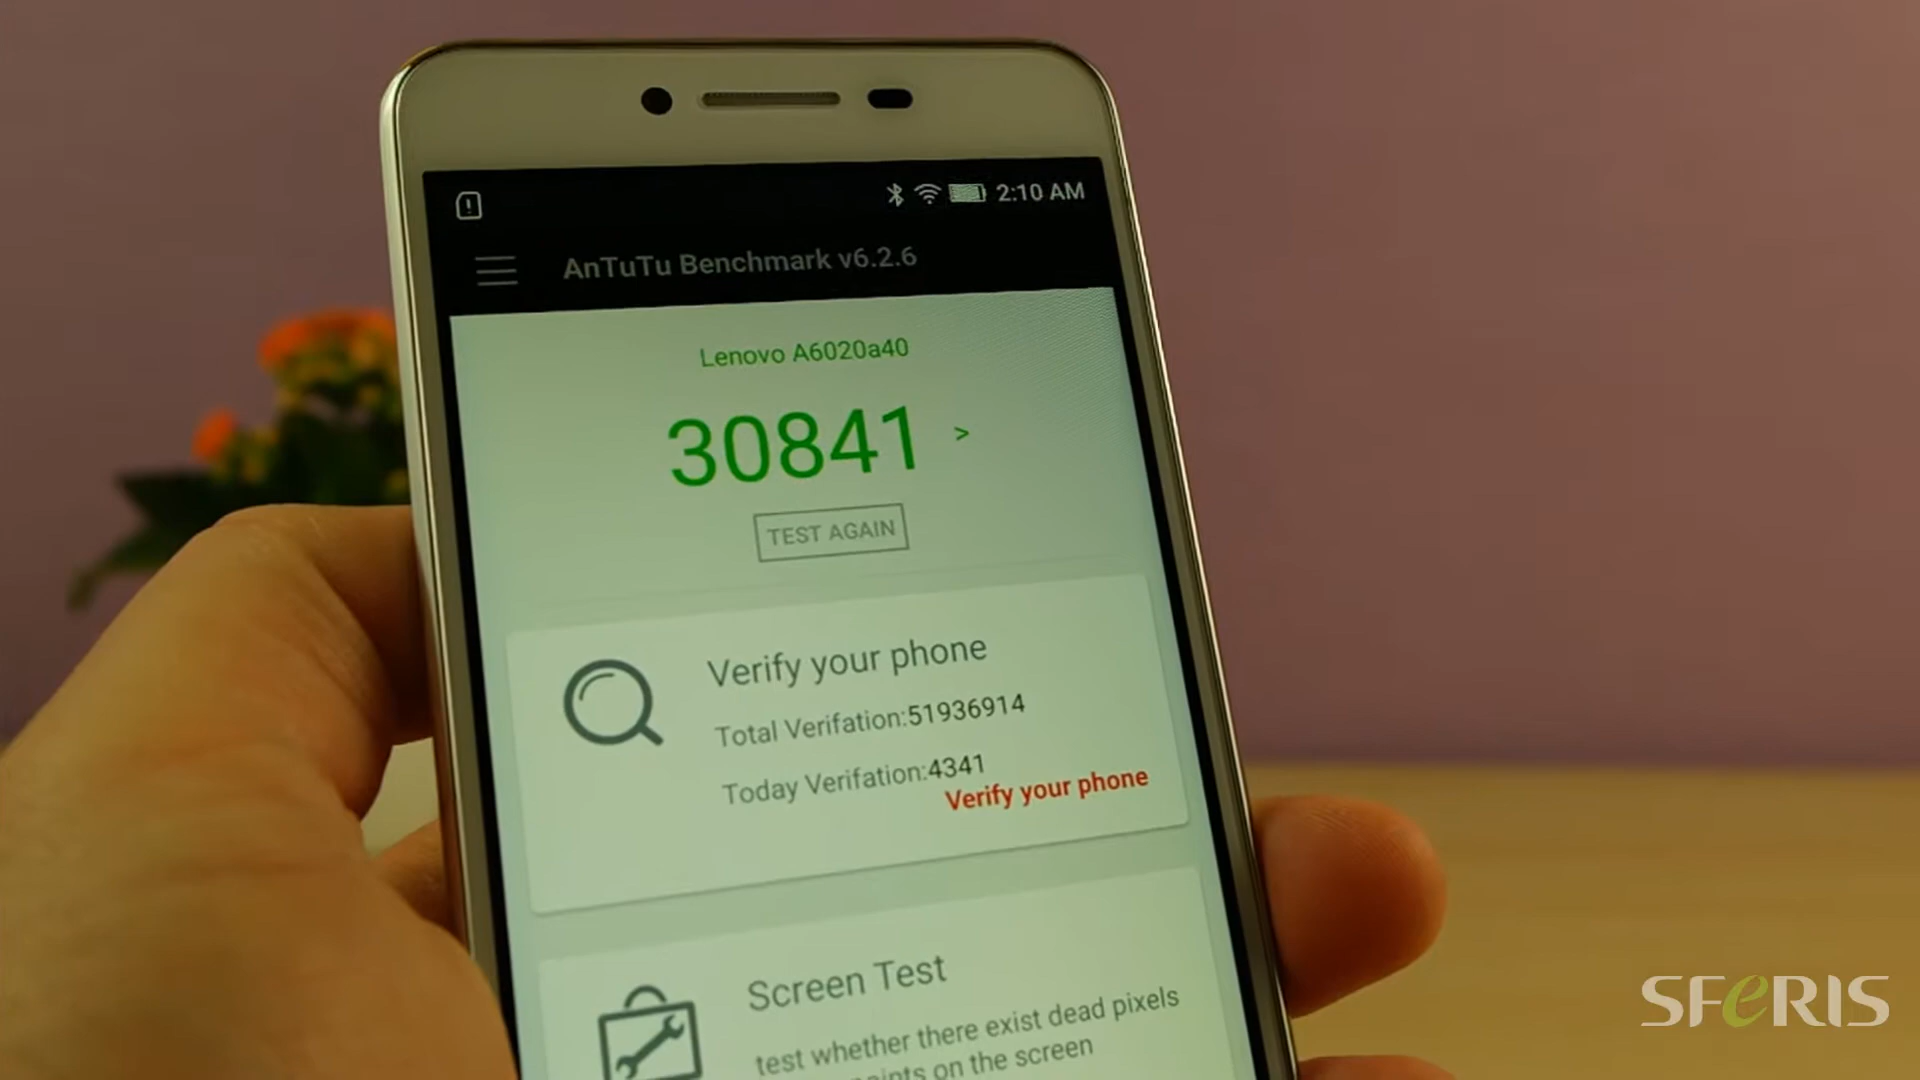 2:10 AM
AnTuTu Benchmark v6.2.6
Lenovo A6020a40
30841 >
TEST AGAIN
Verify your phone
Total Verifation:51936914
Today Verifation:4341
Verify your phone
Screen Test
test whether there exist dead pixels
on the screen
SFeRIS